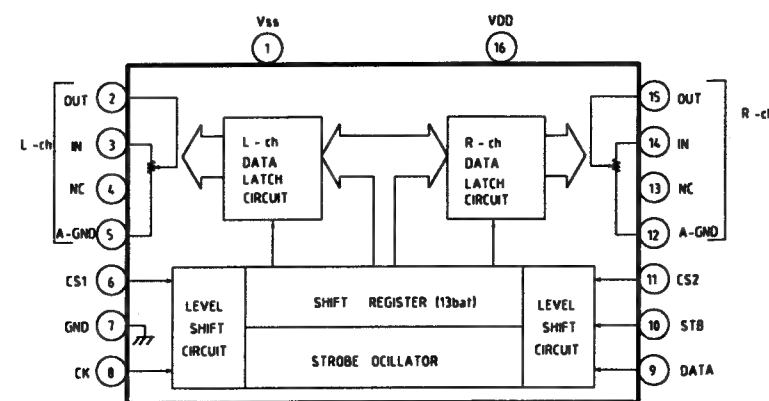 Vss
1
VDD
16
OUT 2
L-ch
IN 3
NC 4
A-GND 5
CS1 6
GND 7
CK 8
L-ch
DATA
LATCH
CIRCUIT
R-ch
DATA
LATCH
CIRCUIT
15 OUT
14 IN
13 NC
12 A-GND
11 CS2
10 STB
9 DATA
LEVEL
SHIFT
CIRCUIT
SHIFT REGISTER (13bat)
STROBE OCILLATOR
LEVEL
SHIFT
CIRCUIT